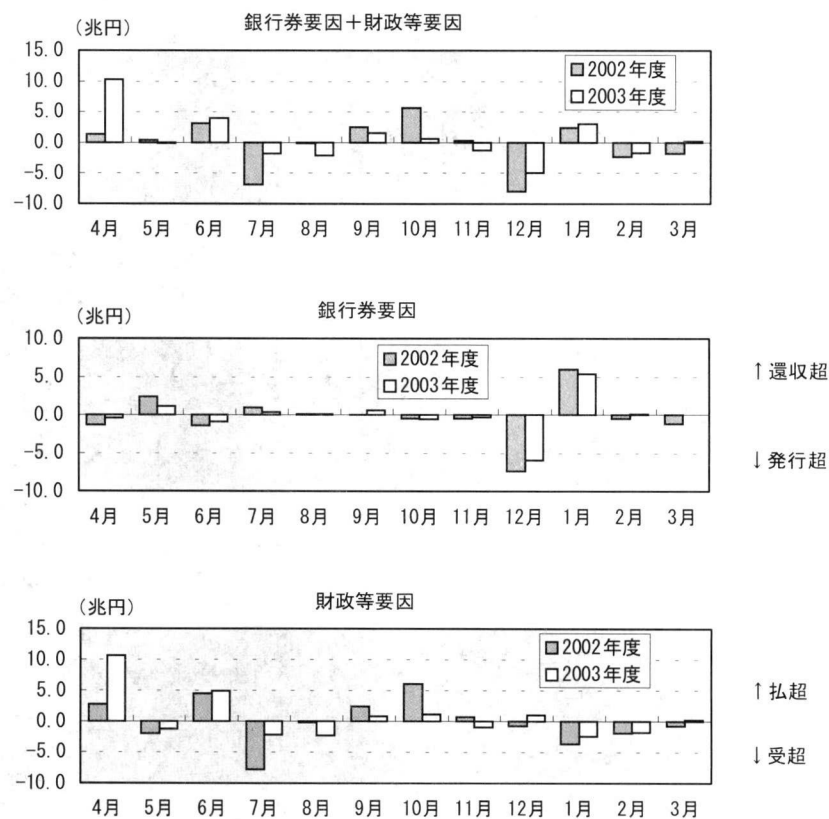 銀行券要因＋財政等要因
（兆円）
15.0
10.0
5.0
0.0
-5.0
-10.0
2002年度
2003年度
4月 5月 6月 7月 8月 9月 10月 11月 12月 1月 2月 3月
銀行券要因
（兆円）
10.0
5.0
0.0
-5.0
-10.0
2002年度
2003年度
↑還収超
↓発行超
4月 5月 6月 7月 8月 9月 10月 11月 12月 1月 2月 3月
財政等要因
（兆円）
15.0
10.0
5.0
0.0
-5.0
-10.0
2002年度
2003年度
↑払超
↓受超
4月 5月 6月 7月 8月 9月 10月 11月 12月 1月 2月 3月